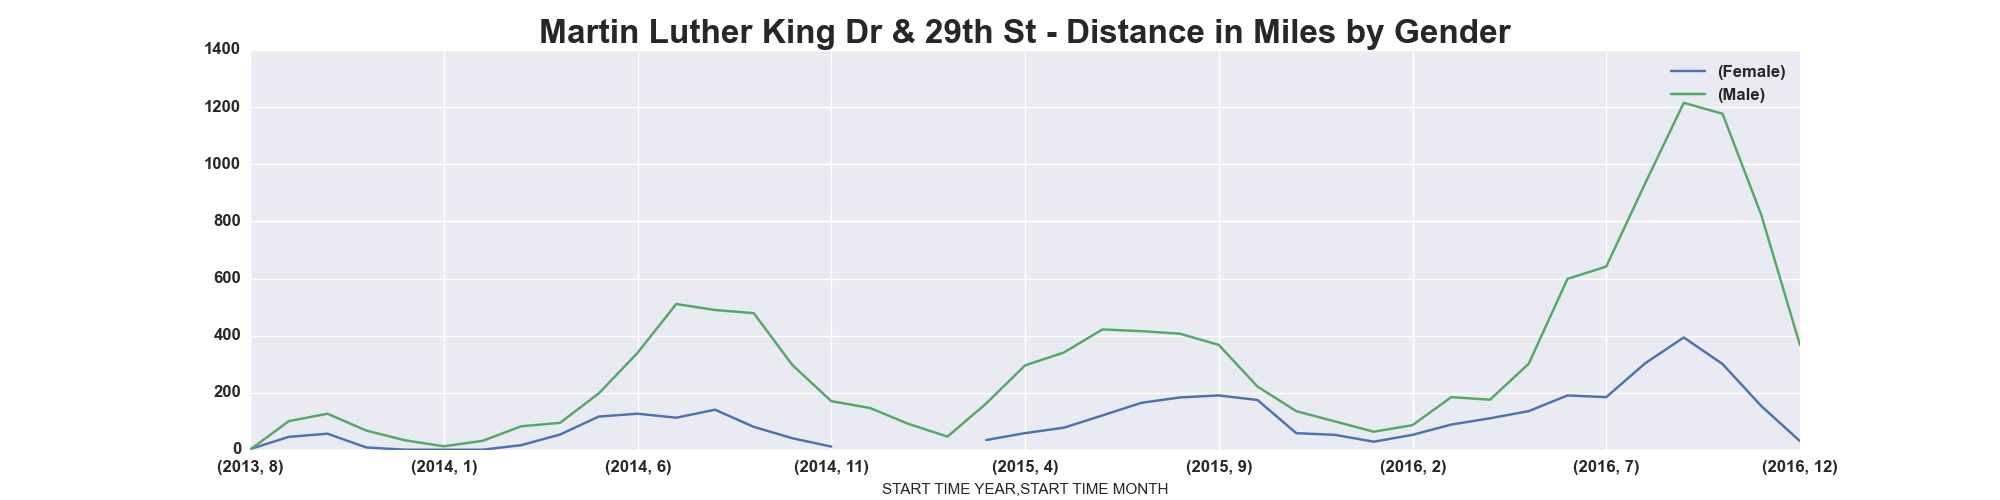 Martin Luther King Dr & 29th St - Distance in Miles by Gender
1400
1200
1000
800
600
400
200
0
(Female)
(Male)
(2013, 8) (2014, 1) (2014, 6) (2014, 11) (2015, 4) (2015, 9) (2016, 2) (2016, 7) (2016, 12)
START TIME YEAR,START TIME MONTH